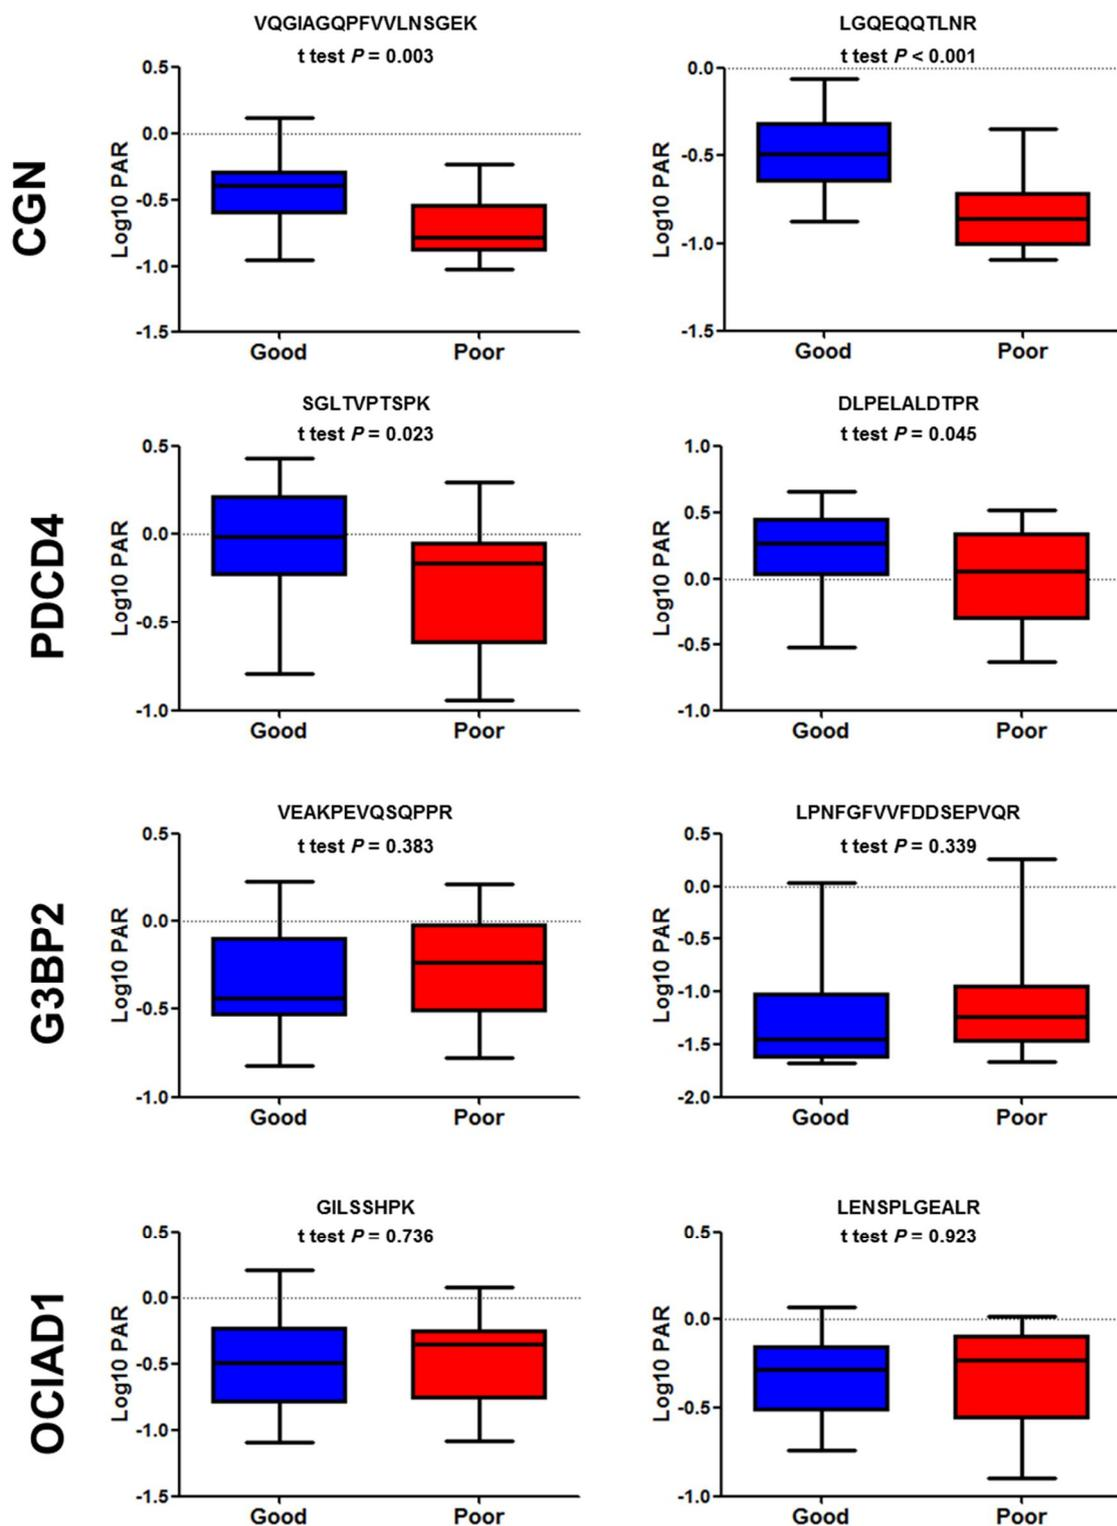 CGN
VQGIAGQPFVVLNSGEK
t test P = 0.003
Log10 PAR
0.5
0.0
-0.5
-1.0
-1.5
Good Poor
LGQEQQTLNR
t test P < 0.001
Log10 PAR
0.0
-0.5
-1.0
-1.5
Good Poor
PDCD4
SGLTVPTSPK
t test P = 0.023
Log10 PAR
0.5
0.0
-0.5
-1.0
Good Poor
DLPELALDTPR
t test P = 0.045
Log10 PAR
1.0
0.5
0.0
-0.5
-1.0
Good Poor
G3BP2
VEAKPEVQSQPPR
t test P = 0.383
Log10 PAR
0.5
0.0
-0.5
-1.0
Good Poor
LPNFGFVVFDDSEPVQR
t test P = 0.339
Log10 PAR
0.5
0.0
-0.5
-1.0
-1.5
-2.0
Good Poor
OCIAD1
GILSSHPK
t test P = 0.736
Log10 PAR
0.5
0.0
-0.5
-1.0
-1.5
Good Poor
LENSPLGEALR
t test P = 0.923
Log10 PAR
0.5
0.0
-0.5
-1.0
Good Poor